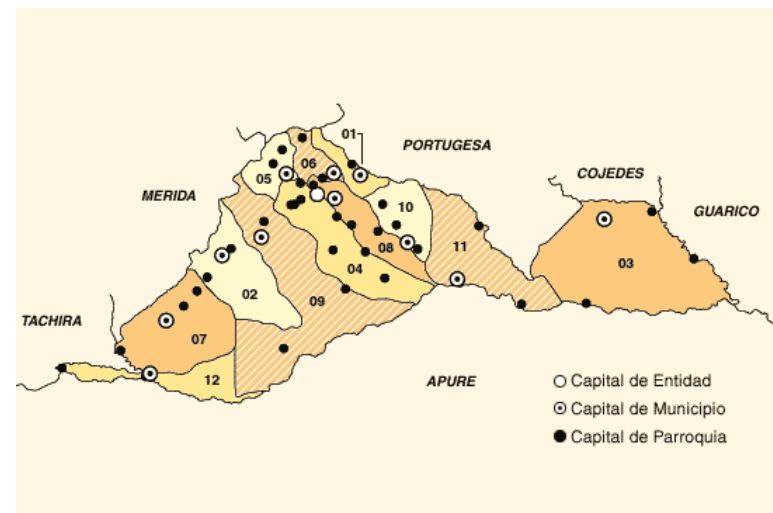 01
PORTUGESA
COJEDES
06
05
MERIDA
10
GUARICO
11
08
03
04
02
09
TACHIRA
07
12
APURE
Capital de Entidad
Capital de Municipio
Capital de Parroquia